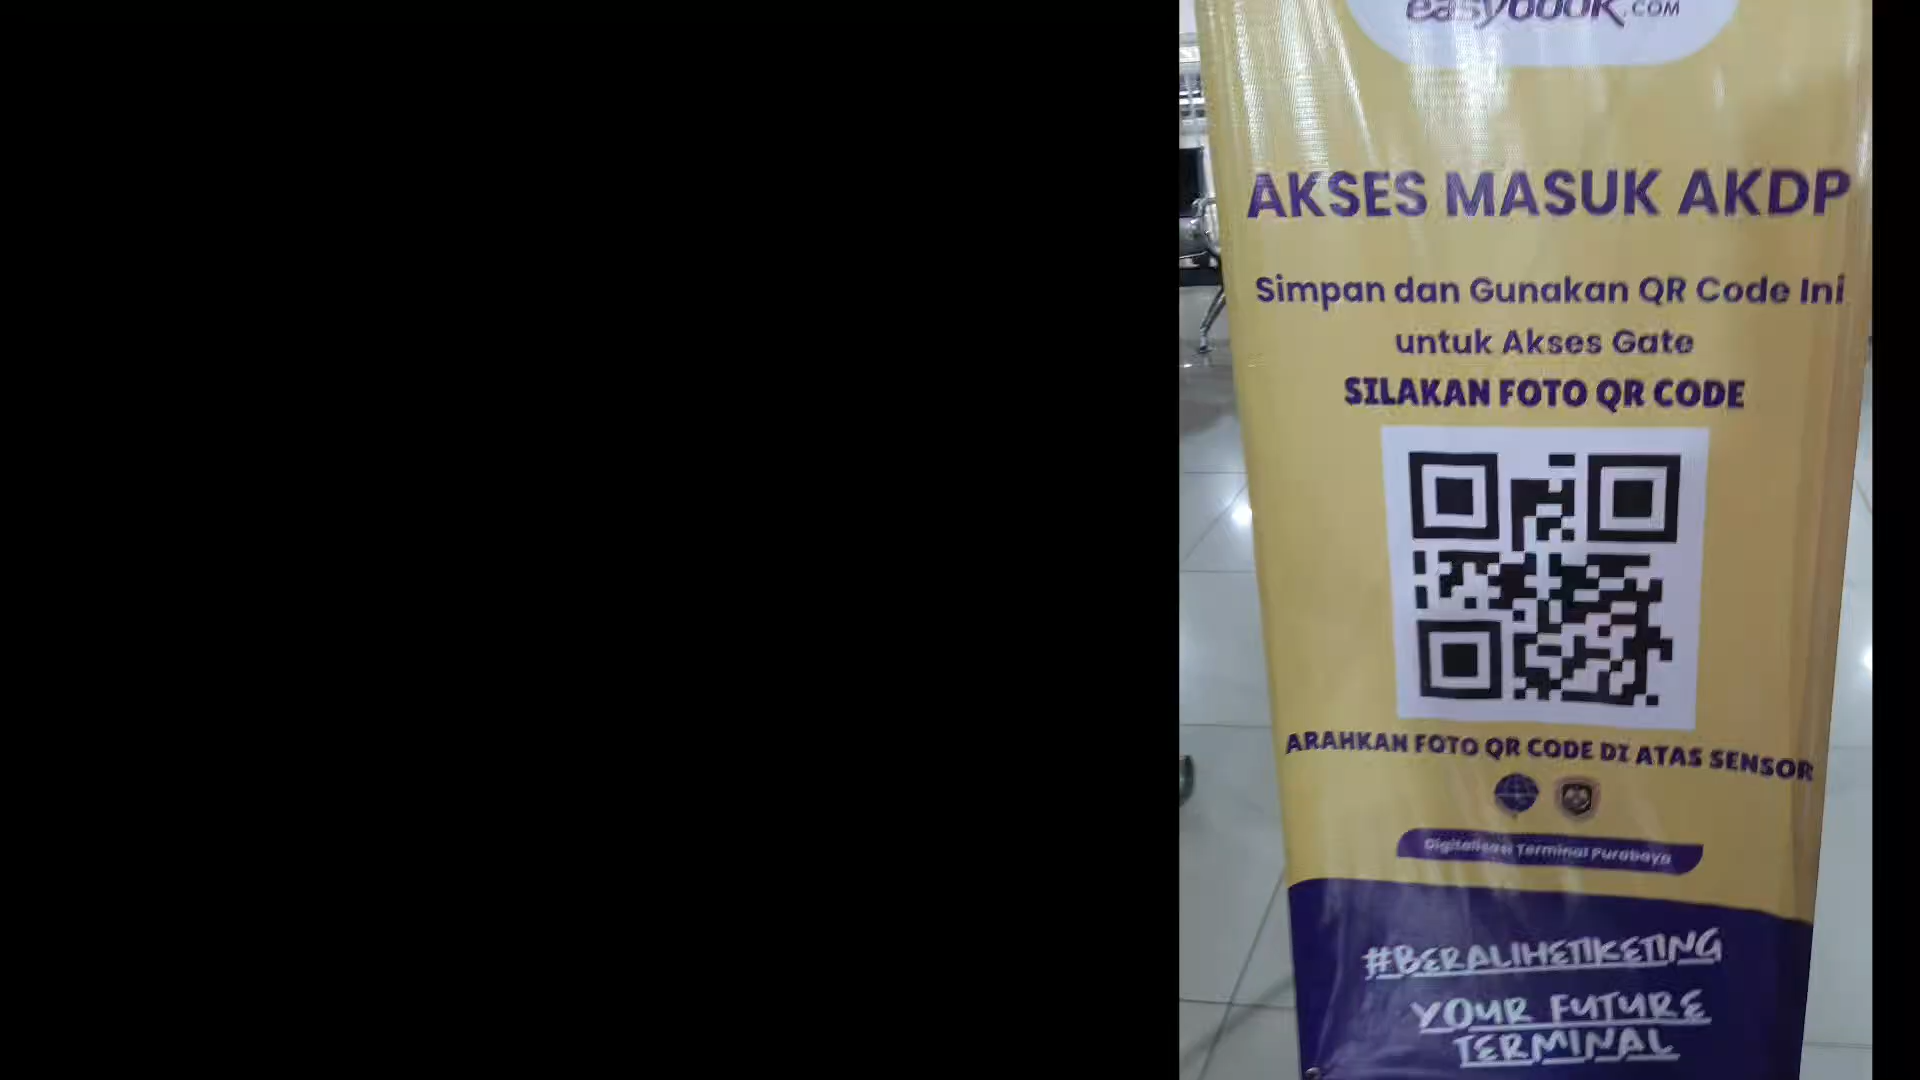 easybook.COM
AKSES MASUK AKDP
Simpan dan Gunakan QR Code Ini
untuk Akses Gate
SILAKAN FOTO QR CODE
ARAHKAN FOTO QR CODE DI ATAS SENSOR
Digitalisasi Terminal Purabaya
#BERALIHETIKETING
YOUR FUTURE
TERMINAL